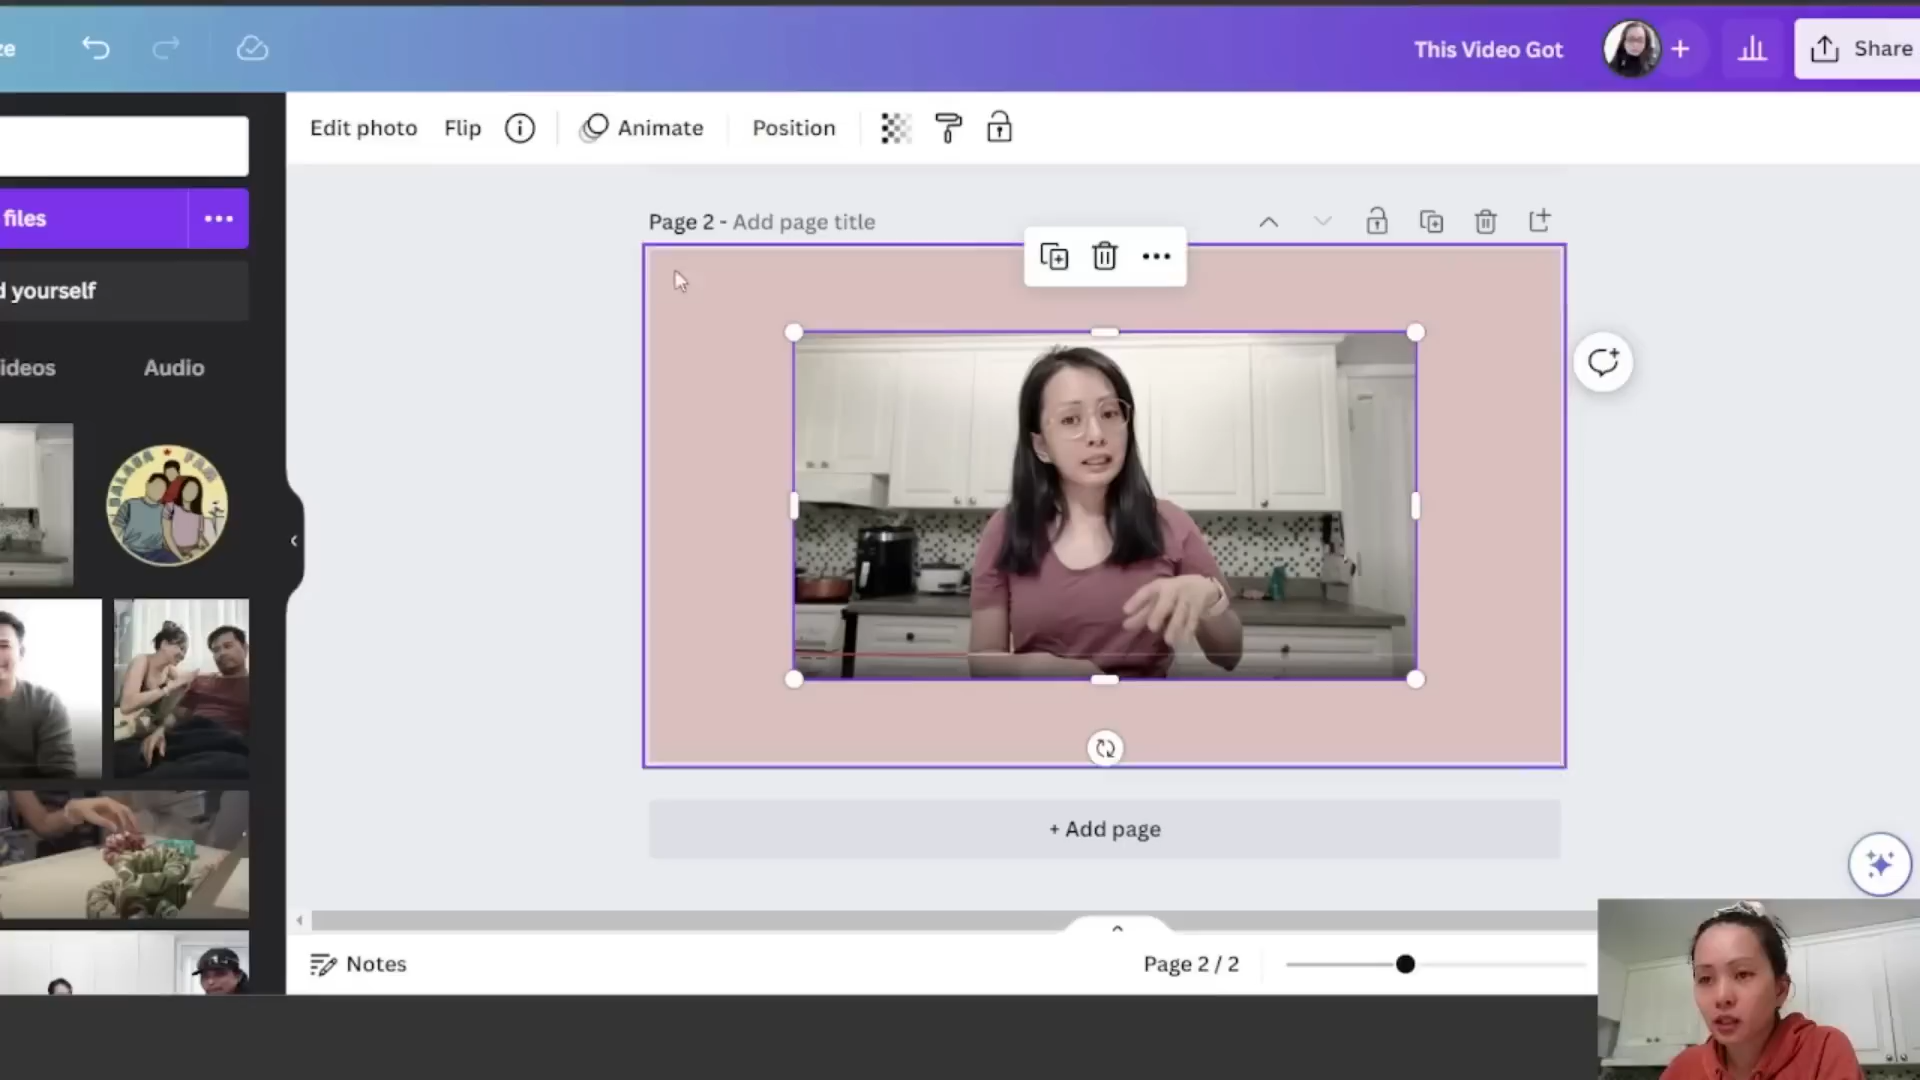 ze
This Video Got
+
Share
Edit photo
Flip
Animate
Position
files
Page 2 - Add page title
d yourself
ideos
Audio
+ Add page
Notes
Page 2 / 2